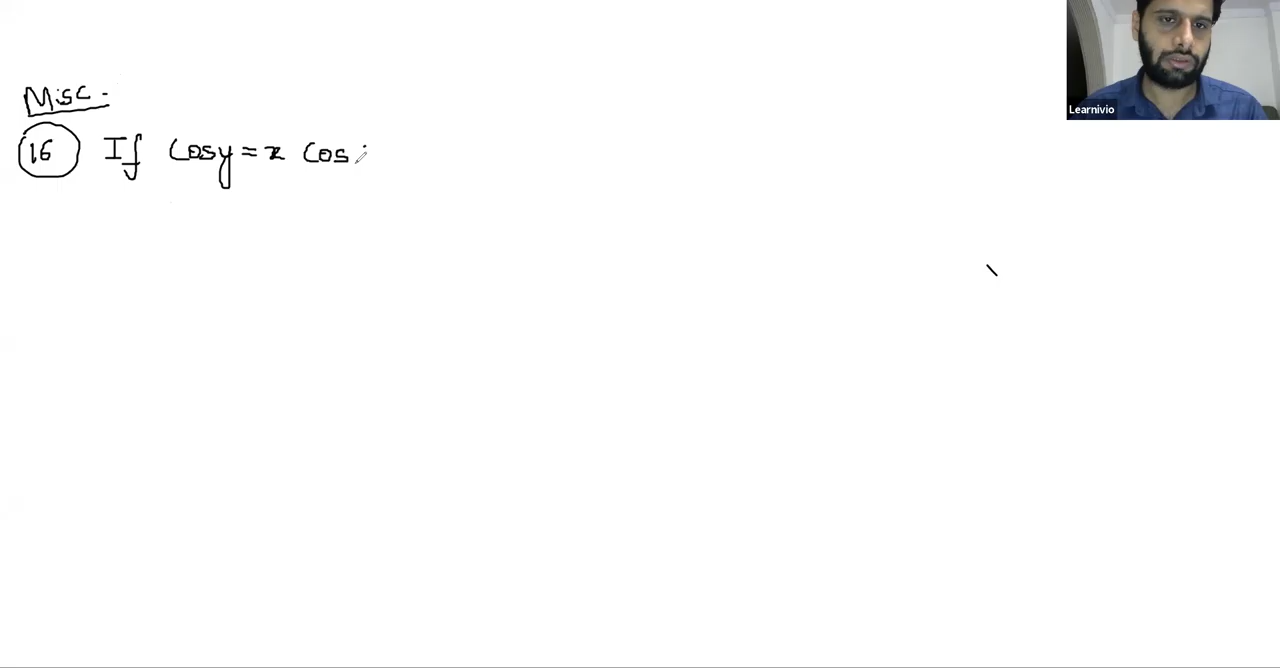 Misc.
16 If Cosy = x Cos
Learnivio